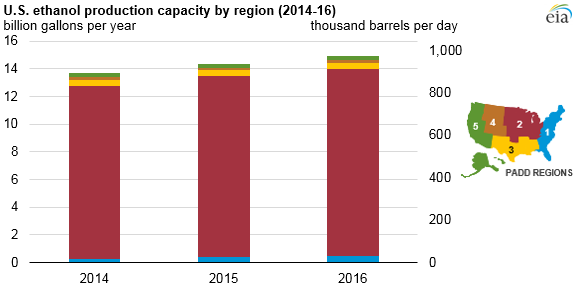 U.S. ethanol production capacity by region (2014-16)
billion gallons per year thousand barrels per day
eia
16
14
12
10
8
6
4
2
0
1,000
800
600
400
200
0
2014 2015 2016
5 4 2 1
3
PADD REGIONS